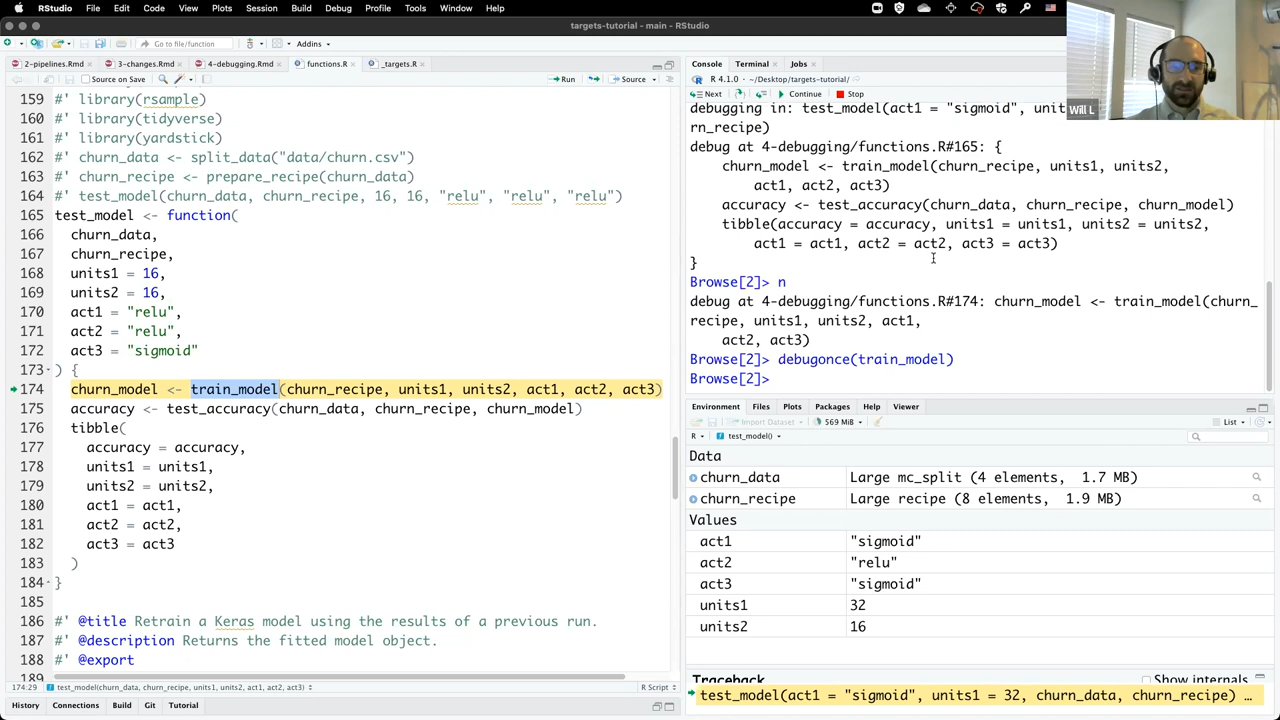 RStudio File Edit Code View Plots Session Build Debug Profile Tools Window Help
targets-tutorial - main - RStudio
Go to file/function Addins
2-pipelines.Rmd 3-changes.Rmd 4-debugging.Rmd functions.R _targets.R
Source on Save Run Source
159 #' library(rsample)
160 #' library(tidyverse)
161 #' library(yardstick)
162 #' churn_data <- split_data("data/churn.csv")
163 #' churn_recipe <- prepare_recipe(churn_data)
164 #' test_model(churn_data, churn_recipe, 16, 16, "relu", "relu", "relu")
165 test_model <- function(
166 churn_data,
167 churn_recipe,
168 units1 = 16,
169 units2 = 16,
170 act1 = "relu",
171 act2 = "relu",
172 act3 = "sigmoid"
173 ) {
174 churn_model <- train_model(churn_recipe, units1, units2, act1, act2, act3)
175 accuracy <- test_accuracy(churn_data, churn_recipe, churn_model)
176 tibble(
177 accuracy = accuracy,
178 units1 = units1,
179 units2 = units2,
180 act1 = act1,
181 act2 = act2,
182 act3 = act3
183 )
184 }
185
186 #' @title Retrain a Keras model using the results of a previous run.
187 #' @description Returns the fitted model object.
188 #' @export
189
174:29 test_model(churn_data, churn_recipe, units1, units2, act1, act2, act3) R Script
History Connections Build Git Tutorial
Console Terminal Jobs
R 4.1.0 · ~/Desktop/targets-tutorial/
Next Continue Stop
debugging in: test_model(act1 = "sigmoid", unit
rn_recipe)
debug at 4-debugging/functions.R#165: {
churn_model <- train_model(churn_recipe, units1, units2,
act1, act2, act3)
accuracy <- test_accuracy(churn_data, churn_recipe, churn_model)
tibble(accuracy = accuracy, units1 = units1, units2 = units2,
act1 = act1, act2 = act2, act3 = act3)
}
Browse[2]> n
debug at 4-debugging/functions.R#174: churn_model <- train_model(churn_
recipe, units1, units2, act1,
act2, act3)
Browse[2]> debugonce(train_model)
Browse[2]>
Environment Files Plots Packages Help Viewer
Import Dataset 569 MiB List
R test_model()
Data
churn_data Large mc_split (4 elements, 1.7 MB)
churn_recipe Large recipe (8 elements, 1.9 MB)
Values
act1 "sigmoid"
act2 "relu"
act3 "sigmoid"
units1 32
units2 16
Traceback Show internals
test_model(act1 = "sigmoid", units1 = 32, churn_data, churn_recipe) …
Will L